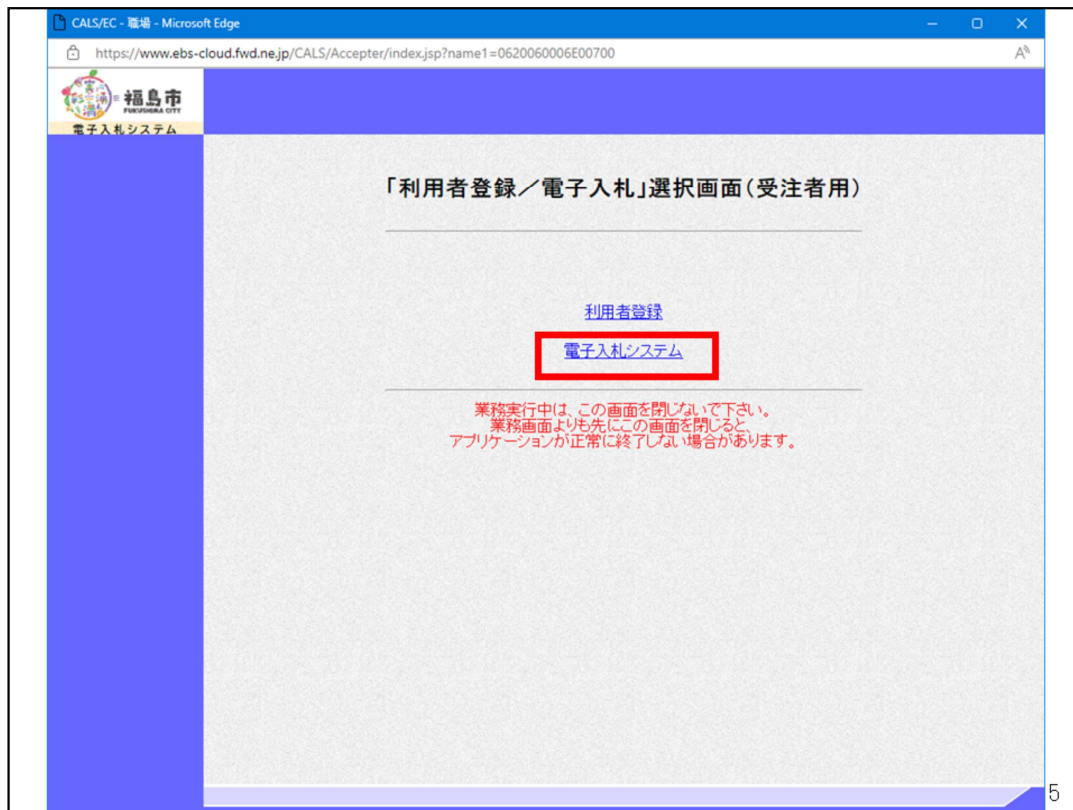 CALS/EC - 職場 - Microsoft Edge
https://www.ebs-cloud.fwd.ne.jp/CALS/Accepter/index.jsp?name1=0620060006E00700
福島市
FUKUSHIMA CITY
電子入札システム
「利用者登録／電子入札」選択画面（受注者用）
利用者登録
電子入札システム
業務実行中は、この画面を閉じないで下さい。
業務画面よりも先にこの画面を閉じると、
アプリケーションが正常に終了しない場合があります。
5